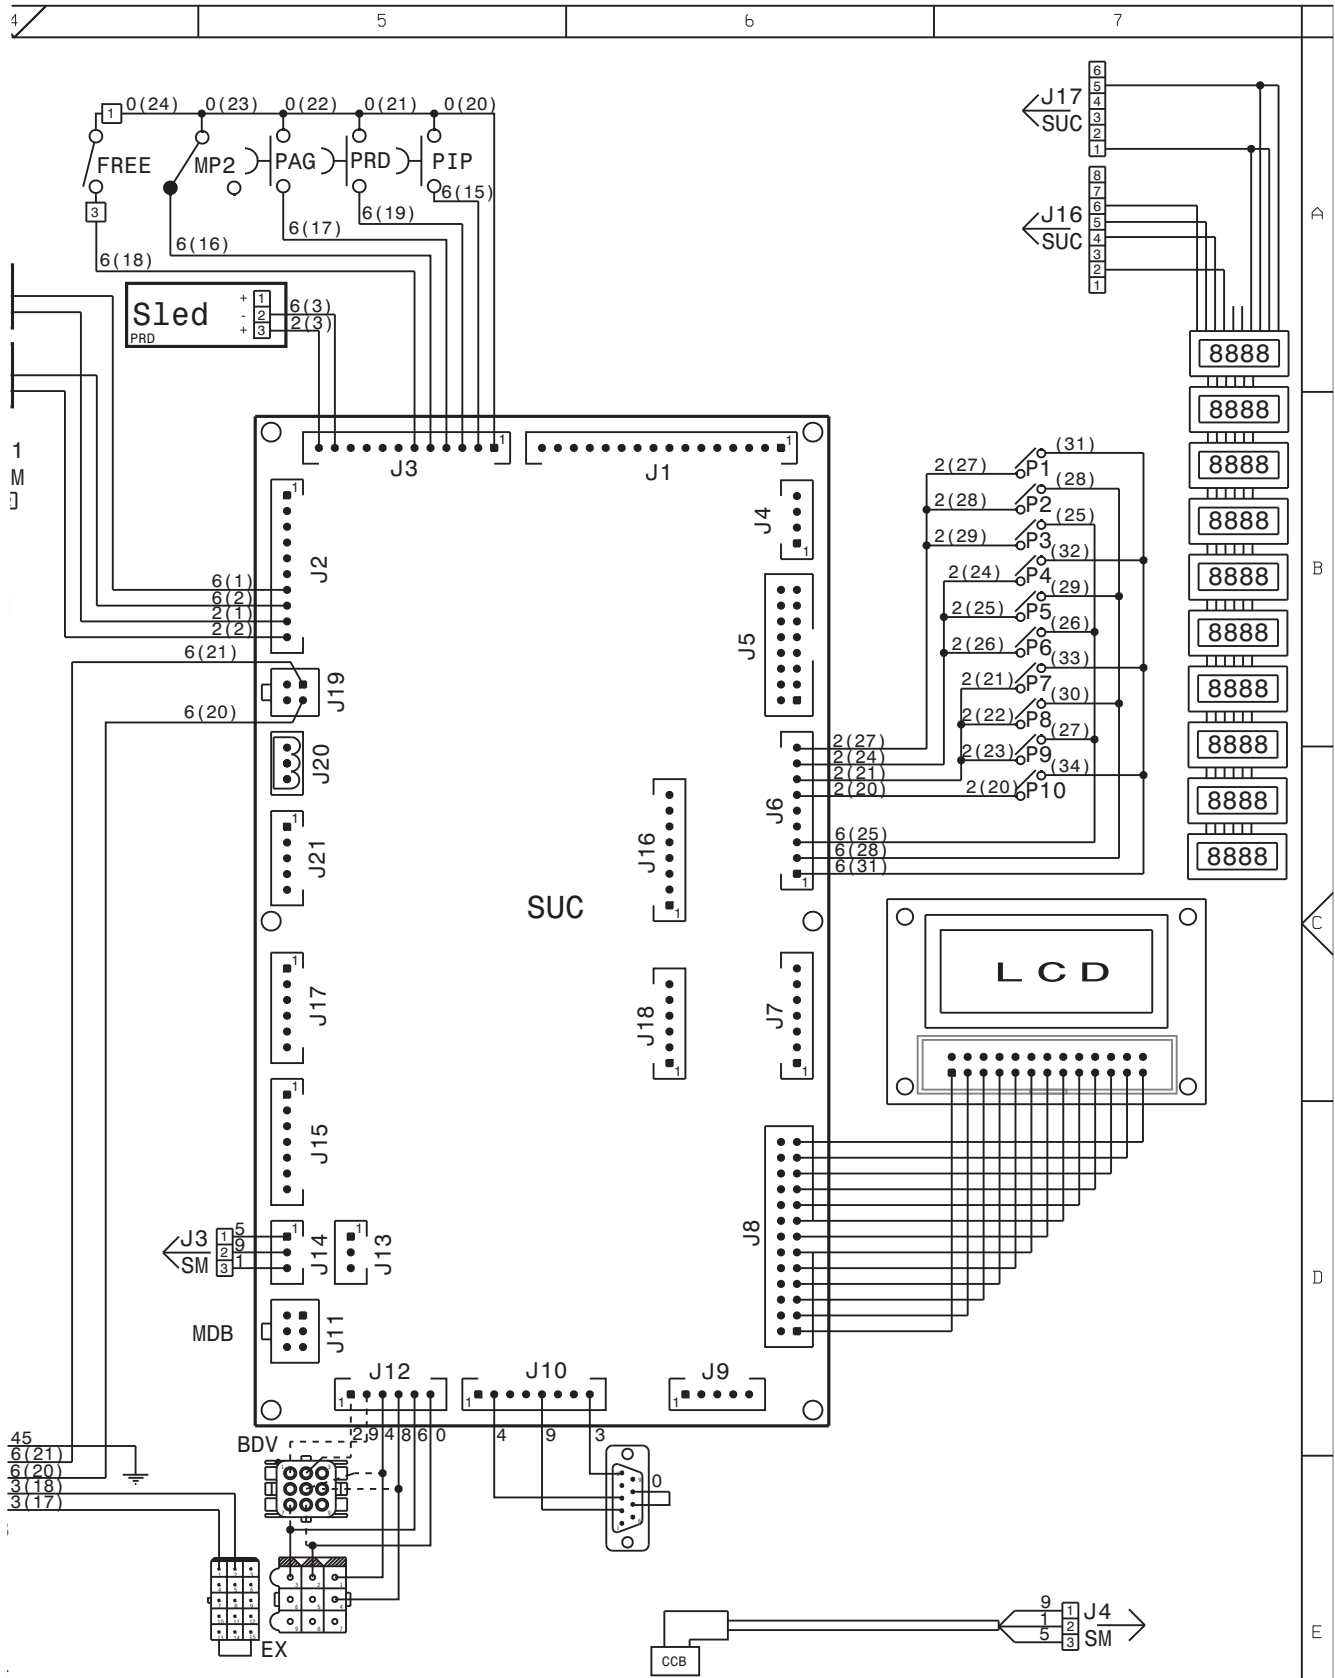 4 5 6 7
0(24) 0(23) 0(22) 0(21) 0(20)
1
FREE MP2 PAG PRD PIP
3
6(15)
6(19)
6(17)
6(16)
6(18)
Sled
PRD
+ 1
- 2
+ 3
6(3)
2(3)
J17
SUC
6
5
4
3
2
1
J16
SUC
8
7
6
5
4
3
2
1
A
8888
8888
8888
8888
8888
8888
8888
8888
8888
8888
1
M
J3 1
J1 1
J2 1
6(1)
6(2)
2(1)
2(2)
6(21)
J19
6(20)
J20
J21 1
J4 1
J5
J6 1
J16 1
SUC
J17 1
J18 1
J7 1
J15 1
J14 1
J13 1
J8
J3
SM
1 5
2 9
3 1
MDB
J11
J12 1
J10 1
J9 1
2(27) P1 (31)
2(28) P2 (28)
2(29) P3 (25)
2(24) P4 (32)
2(25) P5 (29)
2(26) P6 (26)
2(21) P7 (33)
2(22) P8 (30)
2(23) P9 (27)
2(20) P10 (34)
2(27)
2(24)
2(21)
2(20)
6(25)
6(28)
6(31)
B
C
LCD
D
2 9 4 8 6 0
4 9 3
0
BDV
45
6(21)
6(20)
3(18)
3(17)
EX
CCB
9 1
1 2
5 3
J4
SM
E